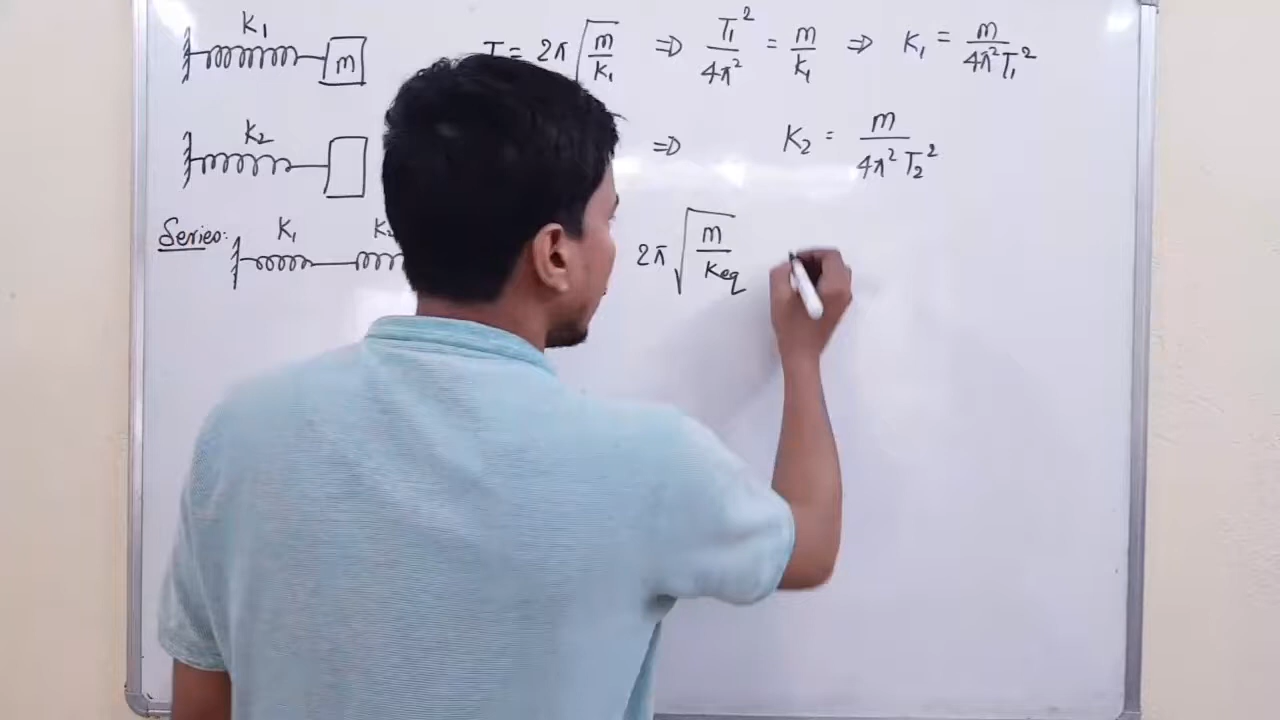 K₁
m
T = 2π √(m/K₁) ⇒ T₁²/4π² = m/K₁ ⇒ K₁ = m/4π²T₁²
K₂
⇒ K₂ = m/4π²T₂²
Series: K₁
2π √(m/Keq)